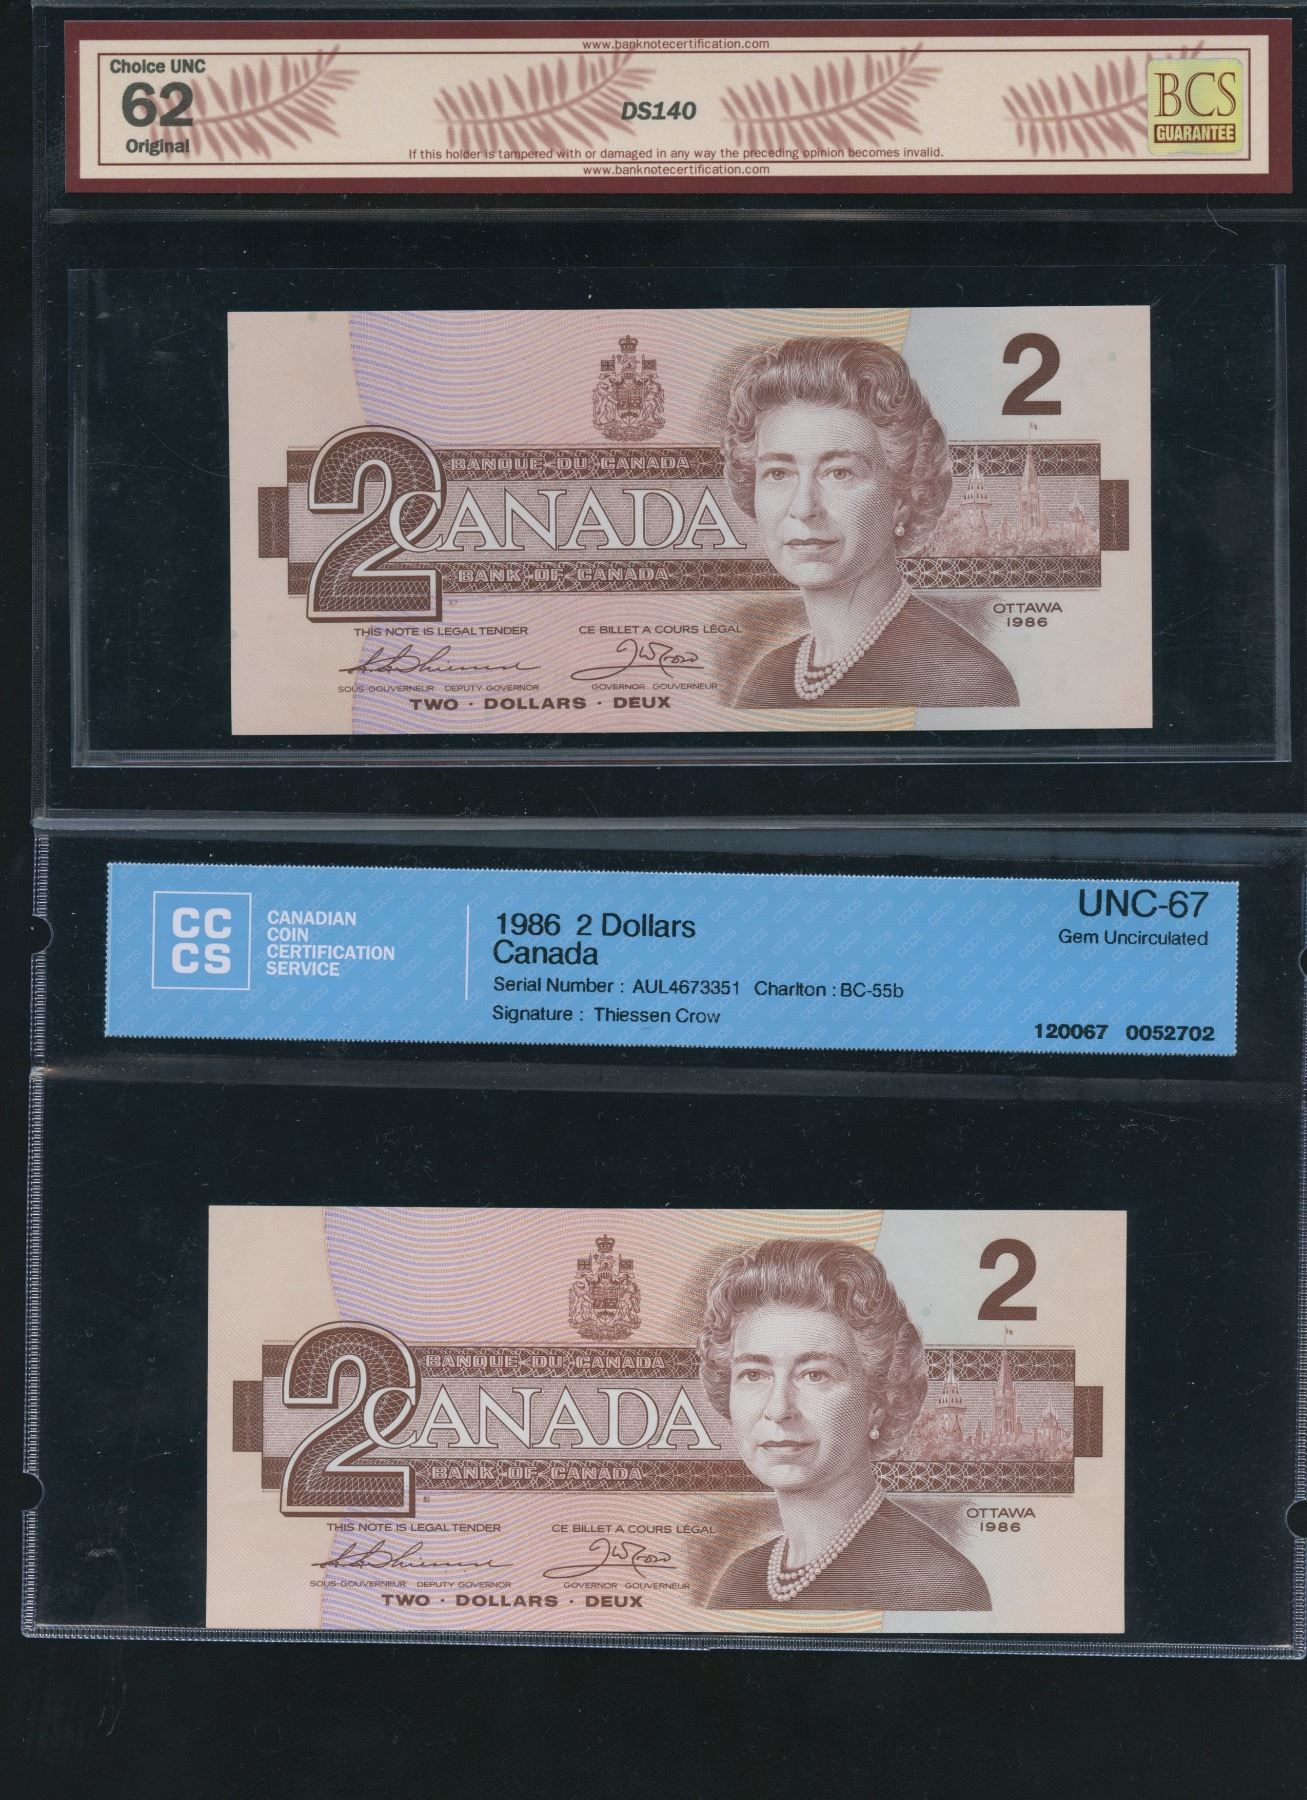 www.banknotecertification.com
Choice UNC
62
Original
DS140
BCS
GUARANTEE
If this holder is tampered with or damaged in any way the preceding opinion becomes invalid.
www.banknotecertification.com
2
BANQUE DU CANADA
2
CANADA
BANK OF CANADA
OTTAWA
1986
THIS NOTE IS LEGAL TENDER CE BILLET A COURS LÉGAL
SOUS-GOUVERNEUR DEPUTY GOVERNOR GOVERNOR GOUVERNEUR
TWO · DOLLARS · DEUX
CC
CS
CANADIAN
COIN
CERTIFICATION
SERVICE
1986 2 Dollars
Canada
Serial Number : AUL4673351 Charlton : BC-55b
Signature : Thiessen Crow
UNC-67
Gem Uncirculated
120067 0052702
2
BANQUE DU CANADA
2
CANADA
BANK OF CANADA
OTTAWA
1986
THIS NOTE IS LEGAL TENDER CE BILLET A COURS LÉGAL
SOUS-GOUVERNEUR DEPUTY GOVERNOR GOVERNOR GOUVERNEUR
TWO · DOLLARS · DEUX